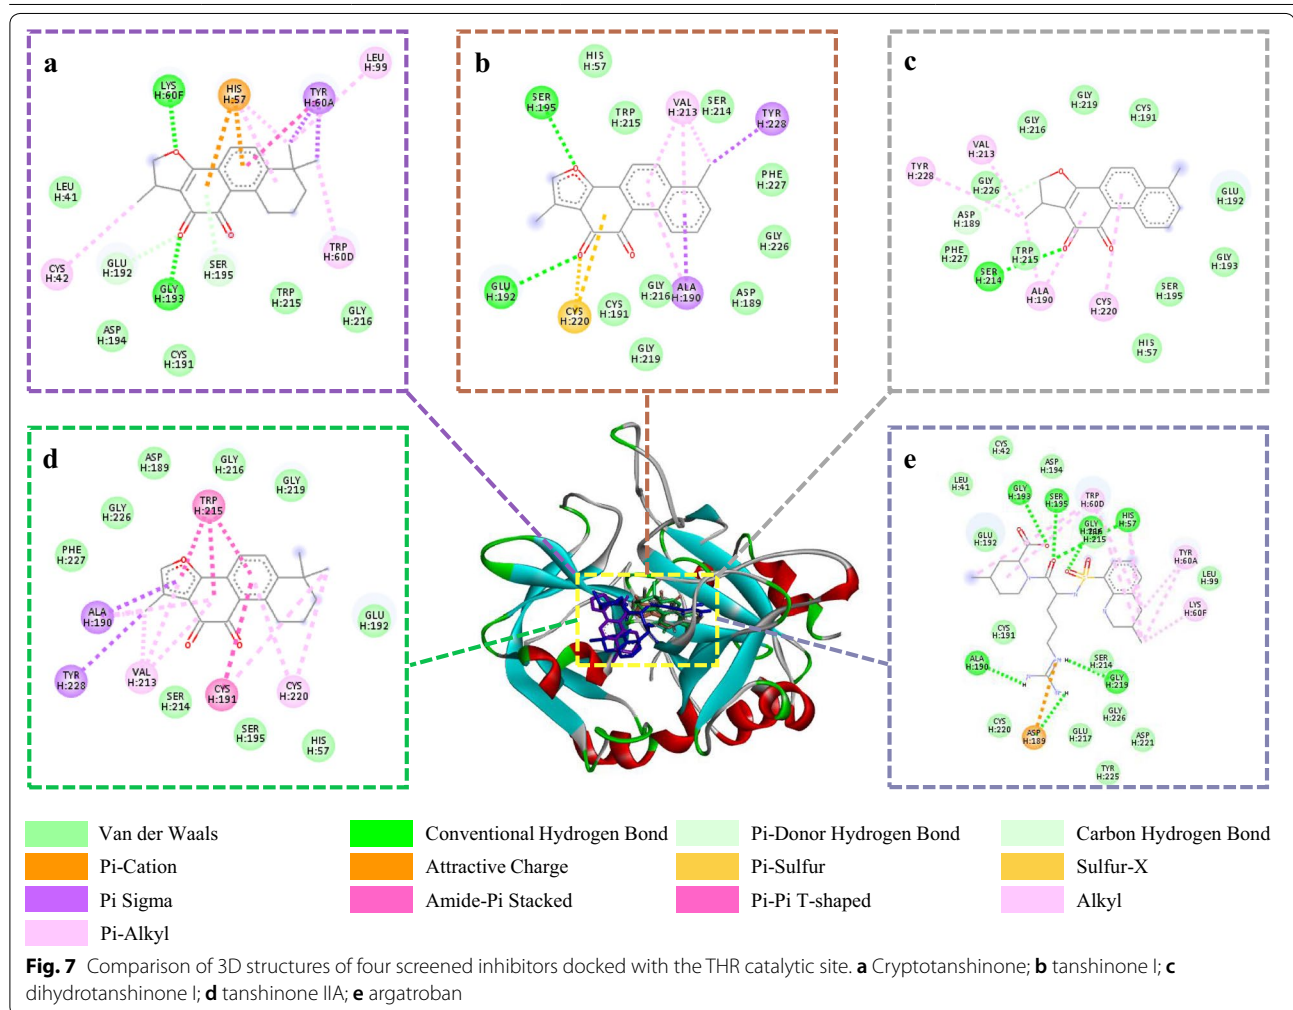 a
LEU
H:99
LYS
H:60F
HIS
H:57
TYR
H:60A
LEU
H:41
CYS
H:42
GLU
H:192
GLY
H:193
SER
H:195
TRP
H:60D
TRP
H:215
GLY
H:216
ASP
H:194
CYS
H:191
b
HIS
H:57
SER
H:195
TRP
H:215
VAL
H:213
SER
H:214
TYR
H:228
PHE
H:227
GLY
H:226
GLU
H:192
CYS
H:220
CYS
H:191
GLY
H:216
ALA
H:190
ASP
H:189
GLY
H:219
c
GLY
H:219
CYS
H:191
GLY
H:216
VAL
H:213
TYR
H:228
GLY
H:226
ASP
H:189
GLU
H:192
PHE
H:227
TRP
H:215
SER
H:214
GLY
H:193
ALA
H:190
CYS
H:220
SER
H:195
HIS
H:57
d
ASP
H:189
GLY
H:216
GLY
H:219
TRP
H:215
GLY
H:226
PHE
H:227
ALA
H:190
GLU
H:192
TYR
H:228
VAL
H:213
SER
H:214
CYS
H:191
CYS
H:220
SER
H:195
HIS
H:57
e
CYS
H:42
ASP
H:194
LEU
H:41
GLY
H:193
SER
H:195
TRP
H:60D
HIS
H:57
GLU
H:192
H:215
TYR
H:60A
LEU
H:99
LYS
H:60F
CYS
H:191
ALA
H:190
SER
H:214
GLY
H:219
CYS
H:220
ASP
H:189
GLU
H:217
GLY
H:226
ASP
H:221
TYR
H:225
Van der Waals Conventional Hydrogen Bond Pi-Donor Hydrogen Bond Carbon Hydrogen Bond
Pi-Cation Attractive Charge Pi-Sulfur Sulfur-X
Pi Sigma Amide-Pi Stacked Pi-Pi T-shaped Alkyl
Pi-Alkyl
Fig. 7 Comparison of 3D structures of four screened inhibitors docked with the THR catalytic site. a Cryptotanshinone; b tanshinone I; c
dihydrotanshinone I; d tanshinone IIA; e argatroban